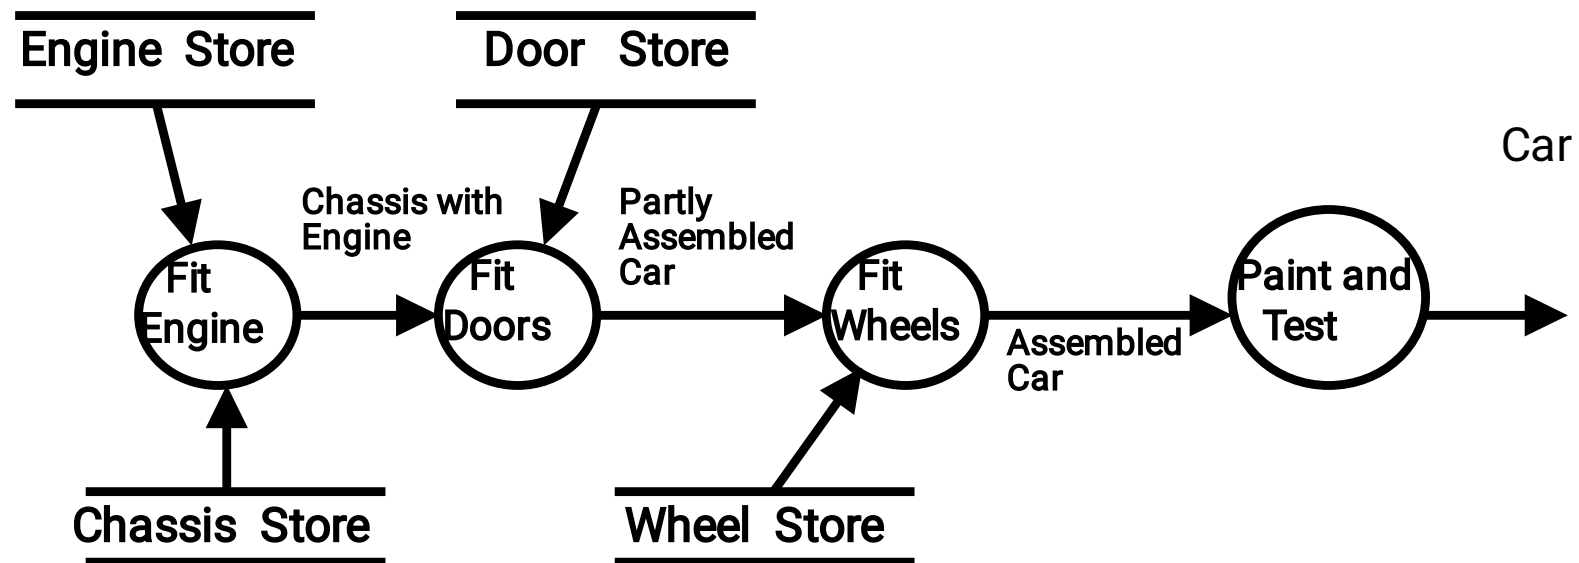 Engine Store
Door Store
Car
Chassis with
Engine
Partly
Assembled
Car
Fit
Engine
Fit
Doors
Fit
Wheels
Paint and
Test
Assembled
Car
Chassis Store
Wheel Store